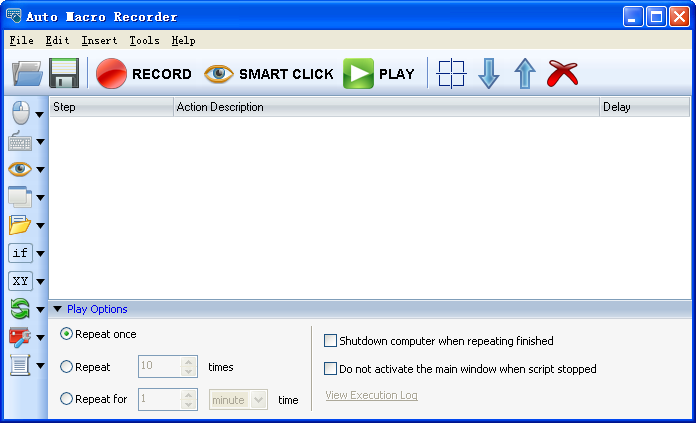 Auto Macro Recorder
File Edit Insert Tools Help
RECORD SMART CLICK PLAY
Step Action Description Delay
if
XY
Play Options
Repeat once
Shutdown computer when repeating finished
Repeat 10 times
Do not activate the main window when script stopped
Repeat for 1 minute time
View Execution Log